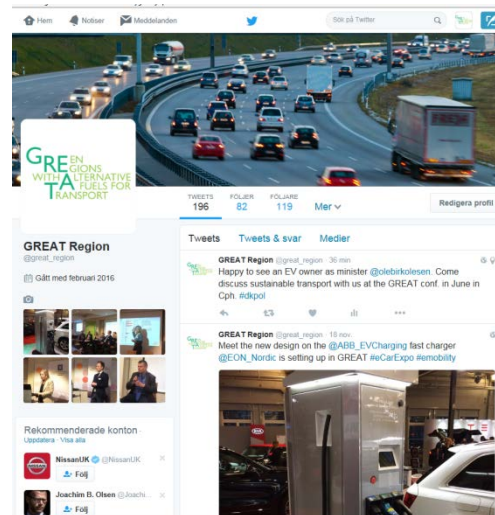 Hem Notiser Meddelanden Sök på Twitter
GREEN
REGIONS
WITH ALTERNATIVE
FUELS FOR
TRANSPORT
TWEETS FÖLJER FÖLJARE
196 82 119 Mer Redigera profil
GREAT Region
@great_region
Gått med februari 2016
Tweets Tweets & svar Medier
GREAT Region @great_region · 36 min
Happy to see an EV owner as minister @olebirkolesen. Come
discuss sustainable transport with us at the GREAT conf. in June in
Cph. #dkpol
GREAT Region @great_region · 16 nov.
Meet the new design on the @ABB_EVCharging fast charger
@EON_Nordic is setting up in GREAT #eCarExpo #emobility
KIA
Rekommenderade konton ·
Uppdatera · Visa alla
NissanUK @NissanUK
Följ
Joachim B. Olsen @Joachi...
Följ